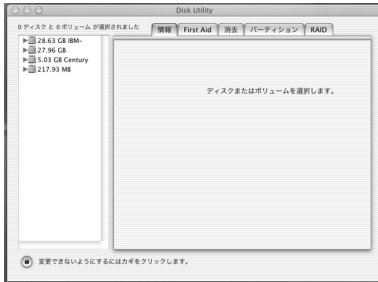 Disk Utility
0 ディスク と 0 ボリューム が選択されました
情報 First Aid 消去 パーティション RAID
28.63 GB IBM-
27.96 GB
5.03 GB Century
217.93 MB
ディスクまたはボリュームを選択します。
変更できないようにするにはカギをクリックします。